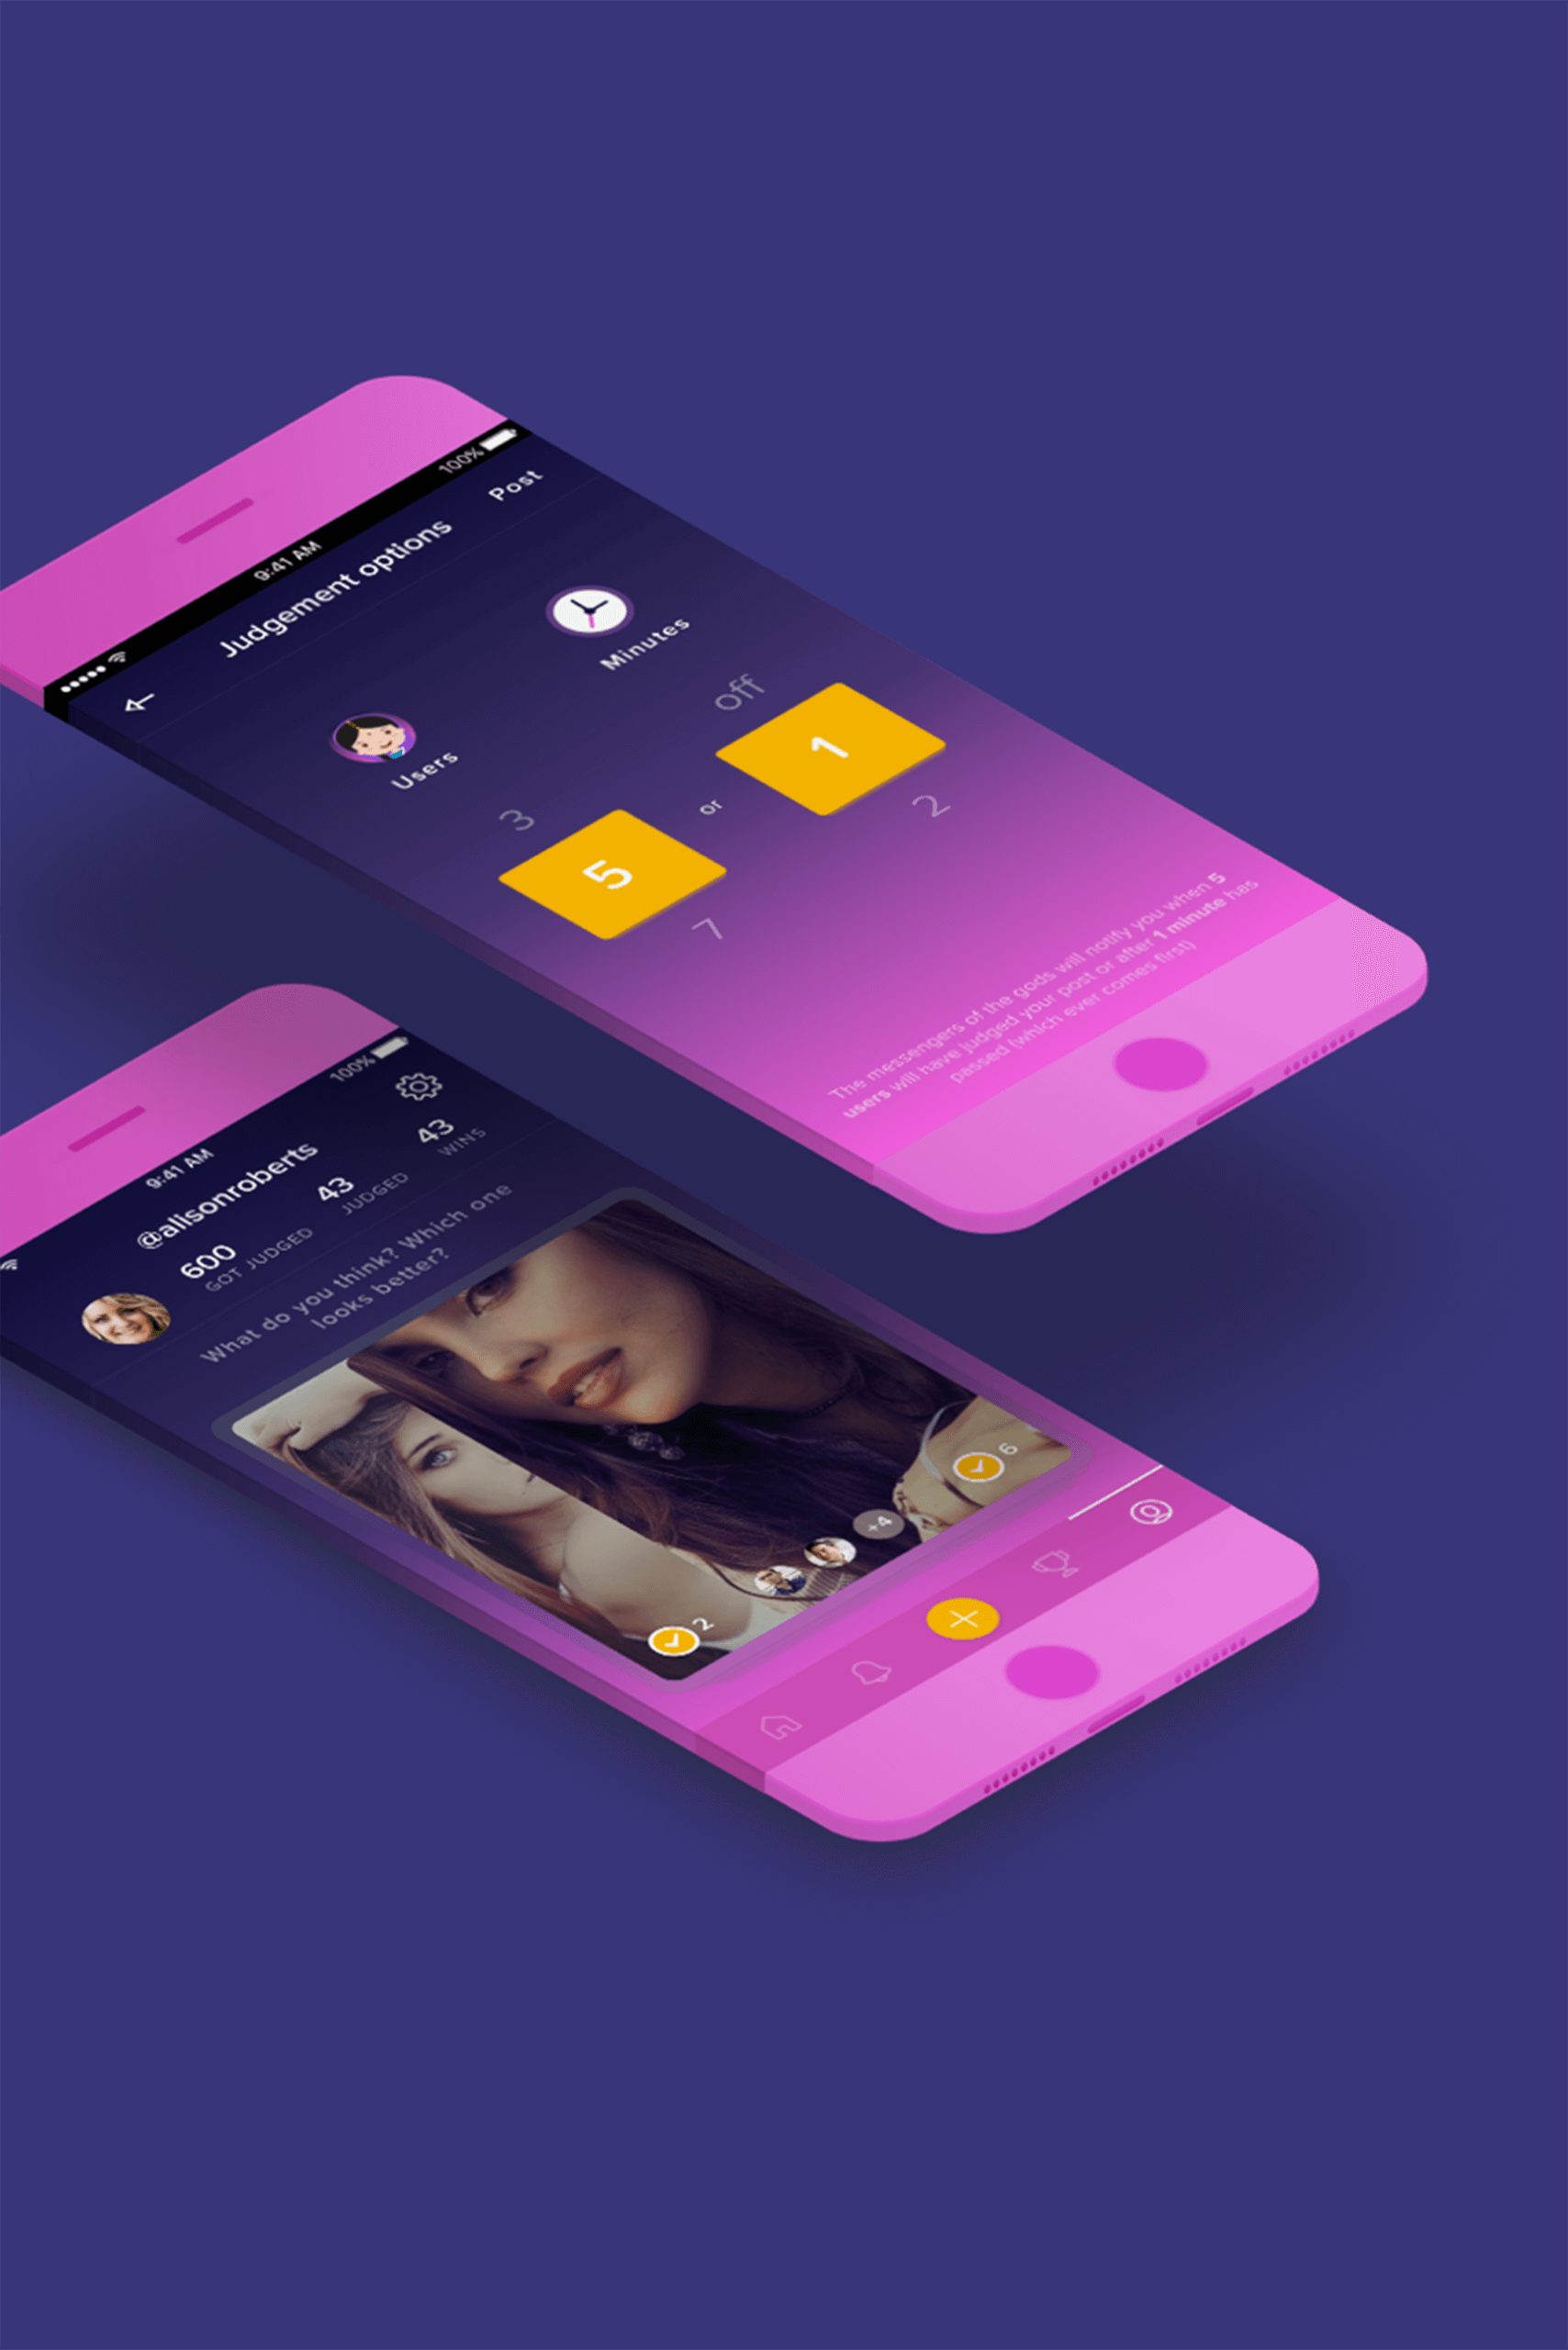 9:41 AM
100%
Judgement options
Post
Users
Minutes
3
off
5
or
1
7
2
The messengers of the gods will notify you when 5
users will have judged your post or after 1 minute has
passed (which ever comes first)
9:41 AM
100%
@alisonroberts
600
GOT JUDGED
43
JUDGED
43
WINS
What do you think? Which one
looks better?
2
+4
6